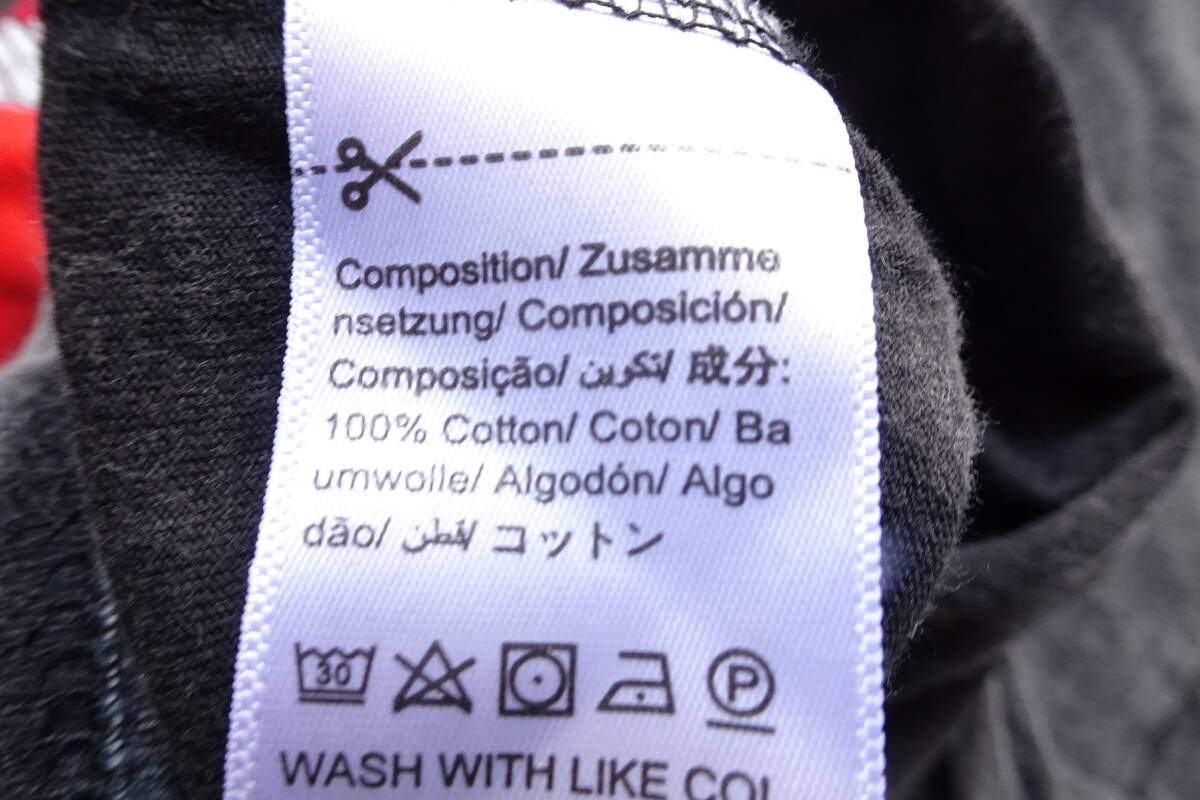 Composition/ Zusamme
nsetzung/ Composición/
Composição/ تكوين/ 成分:
100% Cotton/ Coton/ Ba
umwolle/ Algodón/ Algo
dão/ قطن/ コットン
30 P
WASH WITH LIKE COL